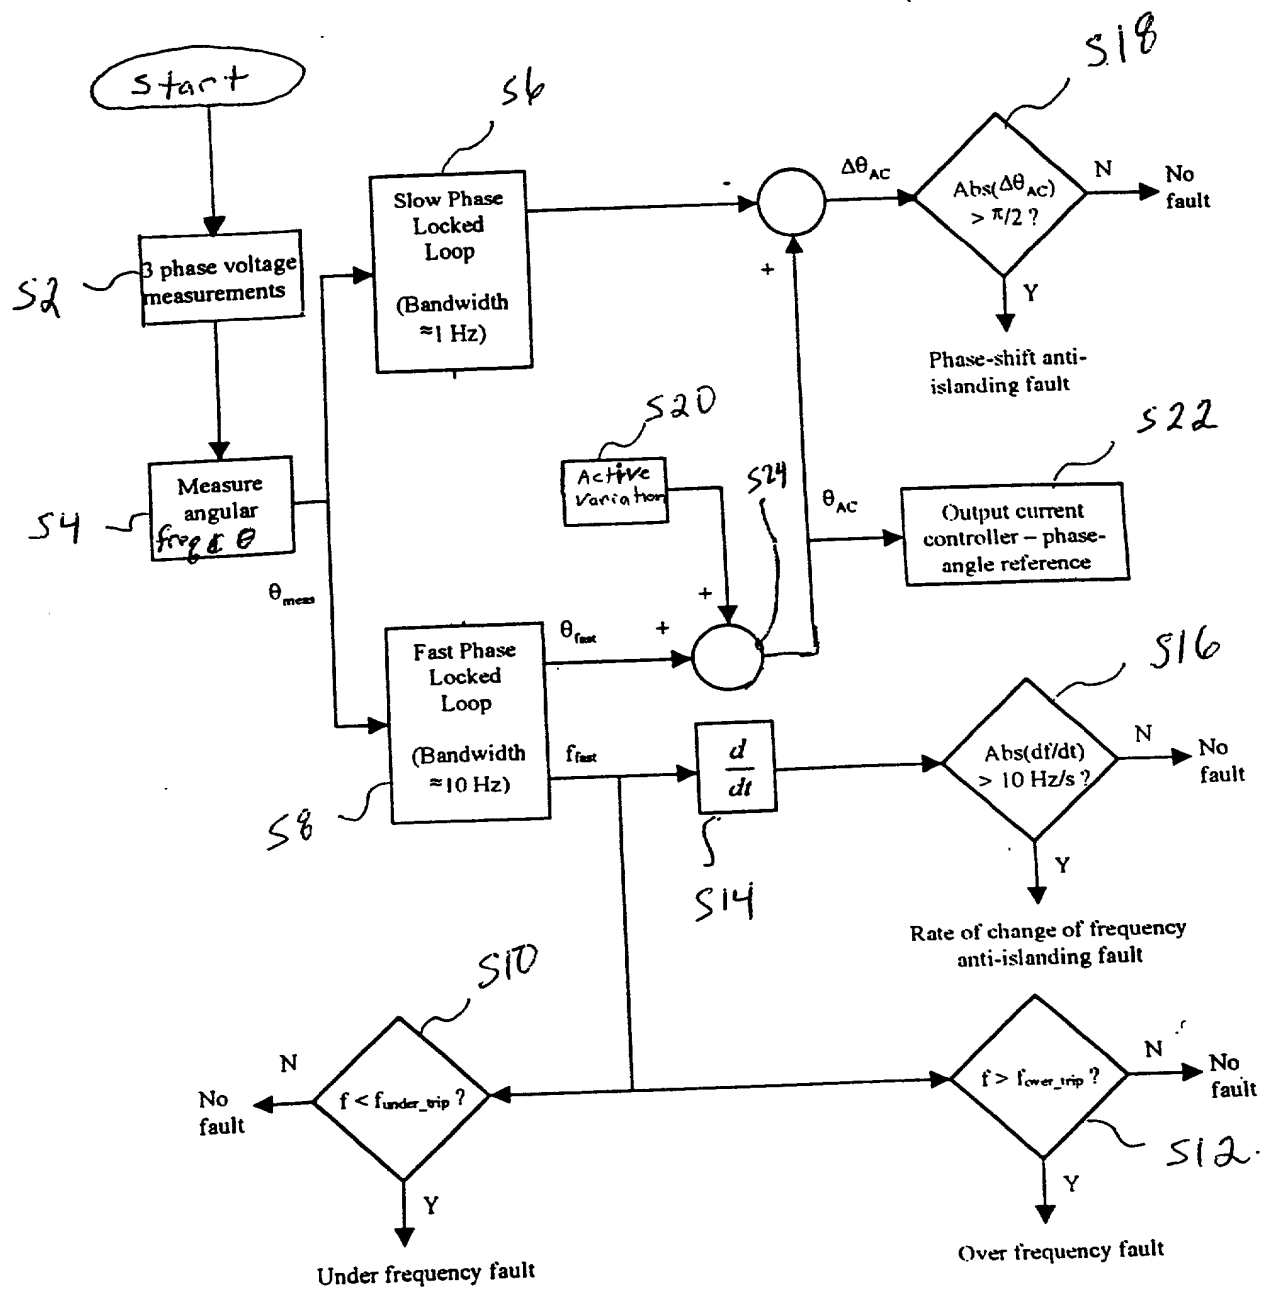 Start
S2
3 phase voltage
measurements
S4
Measure
angular
freq & θ
θmeas
S6
Slow Phase
Locked
Loop
(Bandwidth
≈1 Hz)
-
+
ΔθAC
S18
Abs(ΔθAC)
> π/2 ?
N
No
fault
Y
Phase-shift anti-
islanding fault
S20
Active
variation
S24
+
+
θAC
S22
Output current
controller – phase-
angle reference
S8
Fast Phase
Locked
Loop
(Bandwidth
≈10 Hz)
θfast
ffast
d
dt
S14
S16
Abs(df/dt)
> 10 Hz/s ?
N
No
fault
Y
Rate of change of frequency
anti-islanding fault
S10
f < funder_trip ?
N
No
fault
Y
Under frequency fault
f > fover_trip ?
N
No
fault
S12
Y
Over frequency fault